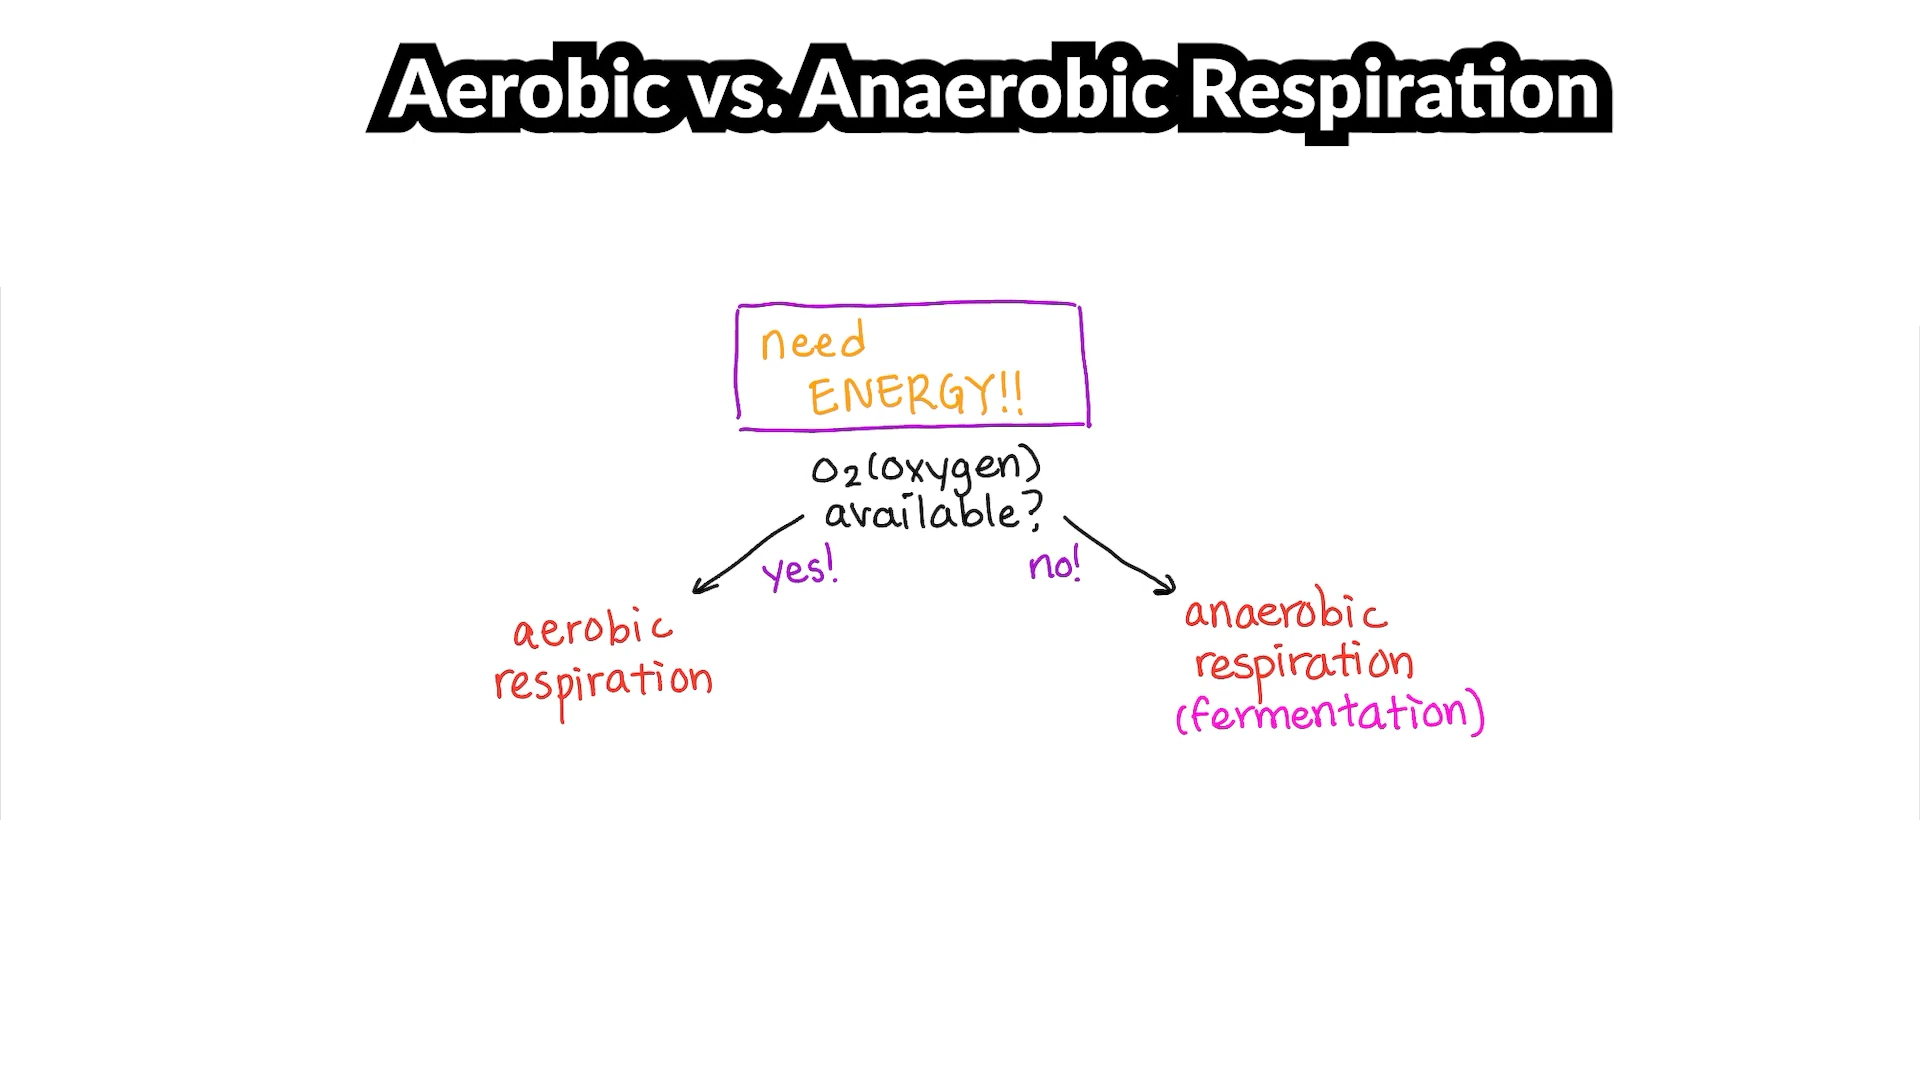 Aerobic vs. Anaerobic Respiration
need
ENERGY!!
O₂(oxygen)
available?
yes!
no!
aerobic
respiration
anaerobic
respiration
(fermentation)